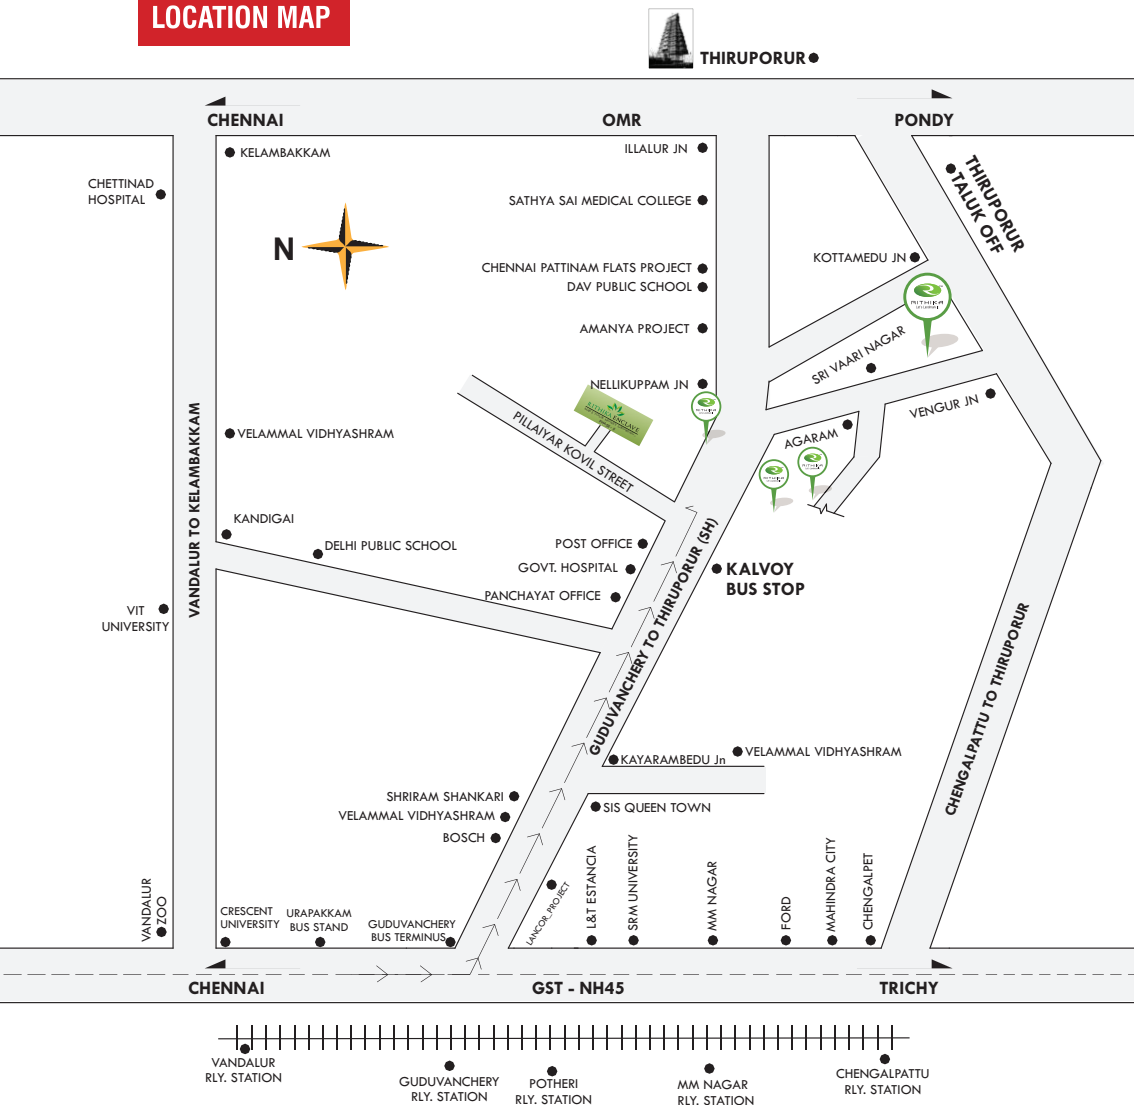 LOCATION MAP
THIRUPORUR
CHENNAI
OMR
PONDY
KELAMBAKKAM
ILLALUR JN
CHETTINAD
HOSPITAL
SATHYA SAI MEDICAL COLLEGE
THIRUPORUR
TALUK OFF
N
KOTTAMEDU JN
CHENNAI PATTINAM FLATS PROJECT
DAV PUBLIC SCHOOL
RITHIKA
AMANYA PROJECT
SRI VAARI NAGAR
NELLIKUPPAM JN
RITHIKA ENCLAVE
VENGUR JN
PILLAIYAR KOVIL STREET
VELAMMAL VIDHYASHRAM
AGARAM
VANDALUR TO KELAMBAKKAM
KANDIGAI
DELHI PUBLIC SCHOOL
POST OFFICE
GOVT. HOSPITAL
PANCHAYAT OFFICE
KALVOY
BUS STOP
GUDUVANCHERY TO THIRUPORUR (SH)
VIT
UNIVERSITY
CHENGALPATTU TO THIRUPORUR
KAYARAMBEDU Jn
VELAMMAL VIDHYASHRAM
SHRIRAM SHANKARI
VELAMMAL VIDHYASHRAM
BOSCH
SIS QUEEN TOWN
LANCOR_PROJECT
L&T ESTANCIA
SRM UNIVERSITY
MM NAGAR
FORD
MAHINDRA CITY
CHENGALPET
VANDALUR
ZOO
CRESCENT
UNIVERSITY
URAPAKKAM
BUS STAND
GUDUVANCHERY
BUS TERMINUS
CHENNAI
GST - NH45
TRICHY
VANDALUR
RLY. STATION
GUDUVANCHERY
RLY. STATION
POTHERI
RLY. STATION
MM NAGAR
RLY. STATION
CHENGALPATTU
RLY. STATION